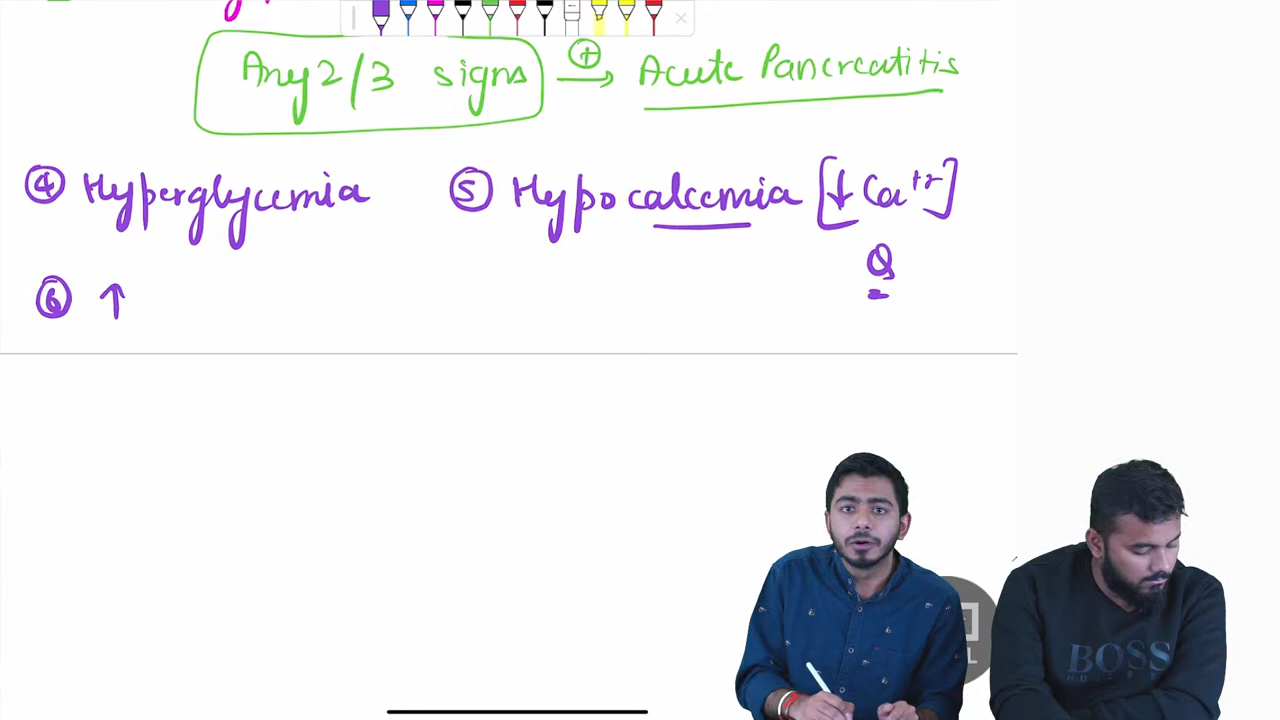 Any 2/3 signs + → Acute Pancreatitis
④ Hyperglycemia ⑤ Hypocalcemia [↓ Ca+2]
Q
⑥ ↑
BOSS